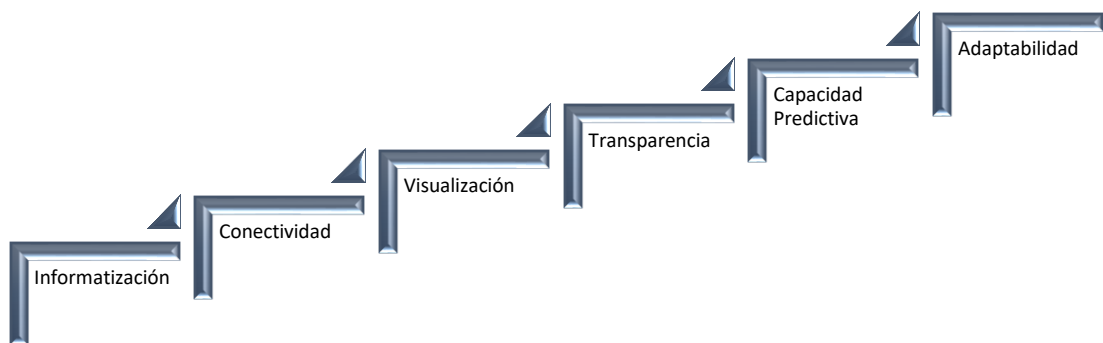 Informatización
Conectividad
Visualización
Transparencia
Capacidad
Predictiva
Adaptabilidad